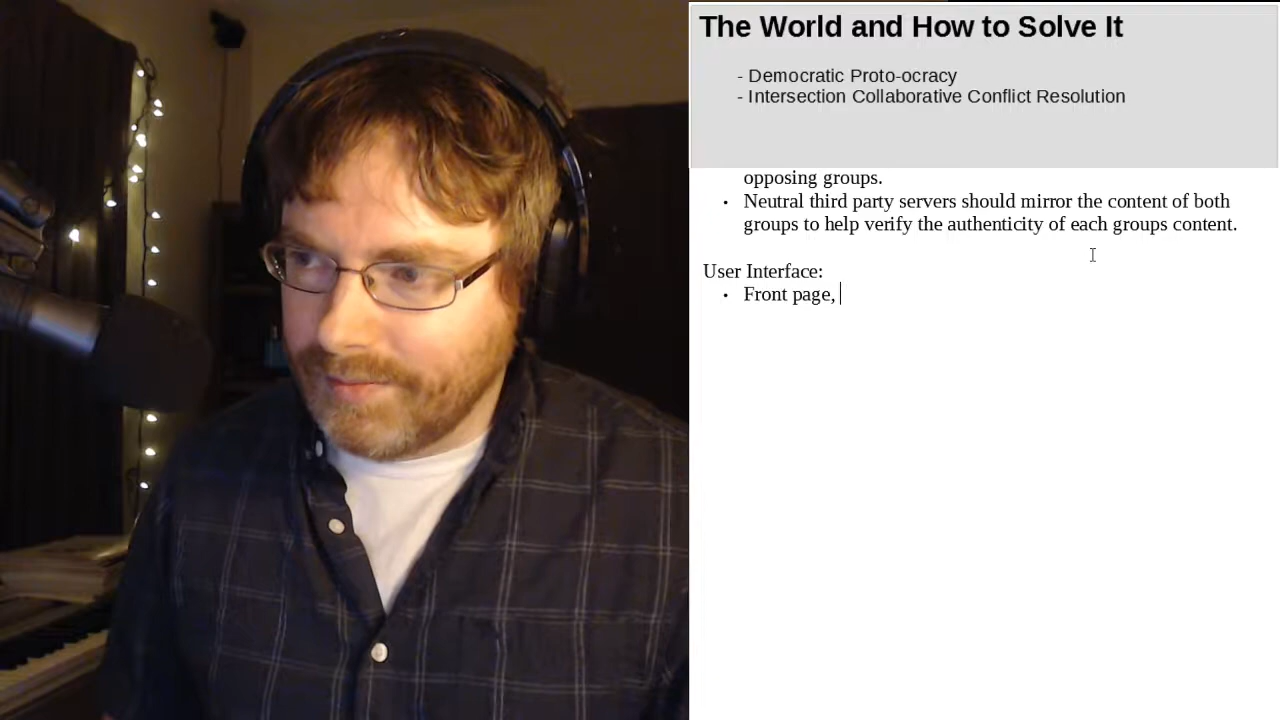 The World and How to Solve It
- Democratic Proto-ocracy
- Intersection Collaborative Conflict Resolution
opposing groups.
• Neutral third party servers should mirror the content of both
groups to help verify the authenticity of each groups content.
User Interface:
• Front page,